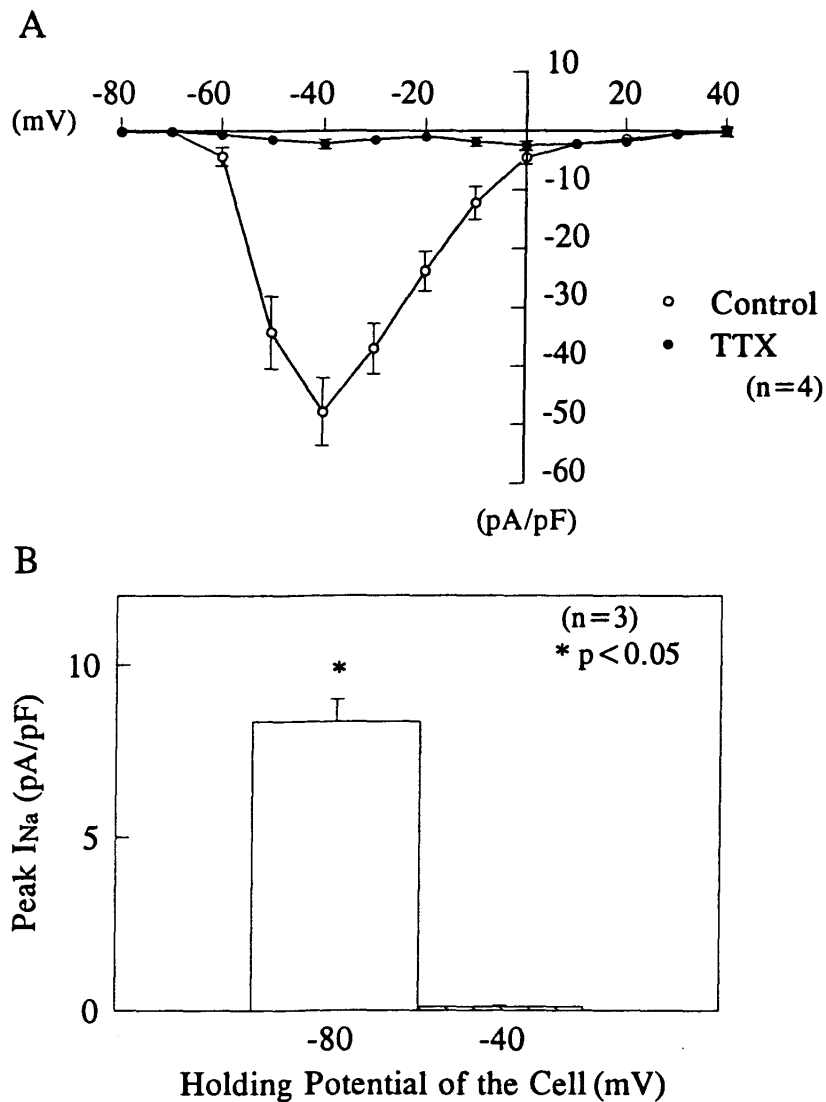 A
10
-80 -60 -40 -20 0 20 40
(mV)
-10
-20
-30
○ Control
● TTX
-40
(n=4)
-50
-60
(pA/pF)
B
(n=3)
* p<0.05
*
10
5
0
Peak INa (pA/pF)
-80 -40
Holding Potential of the Cell (mV)